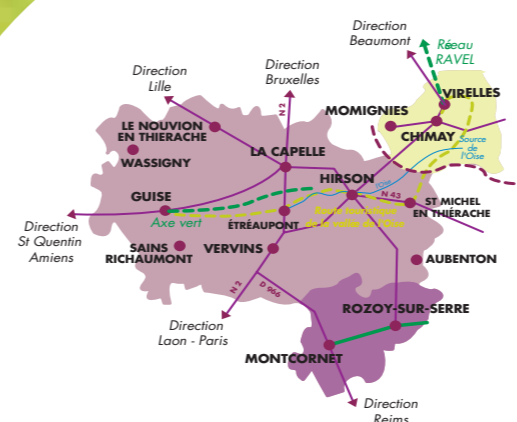 Direction
Beaumont
Réseau
RAVEL
Direction
Bruxelles
Direction
Lille
VIRELLES
MOMIGNIES
CHIMAY
Source
de
l'Oise
LE NOUVION
EN THIERACHE
N 2
LA CAPELLE
WASSIGNY
HIRSON
l'Oise
N 43
GUISE
ST MICHEL
EN THIÉRACHE
Axe vert
ÉTRÉAUPONT
Route touristique
de la vallée de l'Oise
Direction
St Quentin
Amiens
SAINS
RICHAUMONT
VERVINS
AUBENTON
N 2
D 966
ROZOY-SUR-SERRE
Direction
Laon - Paris
MONTCORNET
Direction
Reims